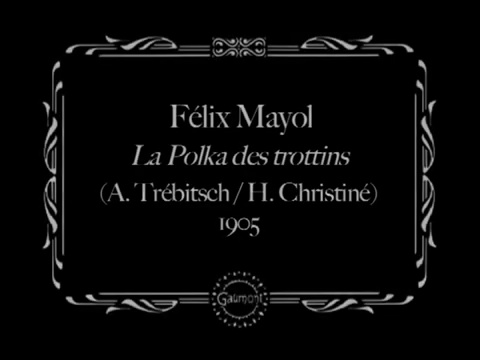 Félix Mayol
La Polka des trottins
(A. Trébitsch / H. Christiné)
1905
Gaumont